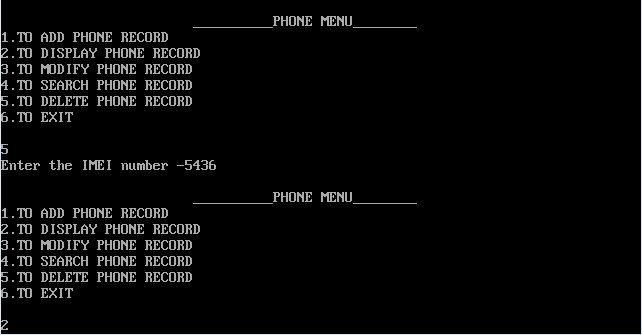 __________PHONE MENU________
1.TO ADD PHONE RECORD
2.TO DISPLAY PHONE RECORD
3.TO MODIFY PHONE RECORD
4.TO SEARCH PHONE RECORD
5.TO DELETE PHONE RECORD
6.TO EXIT
5
Enter the IMEI number -5436
__________PHONE MENU________
1.TO ADD PHONE RECORD
2.TO DISPLAY PHONE RECORD
3.TO MODIFY PHONE RECORD
4.TO SEARCH PHONE RECORD
5.TO DELETE PHONE RECORD
6.TO EXIT
2